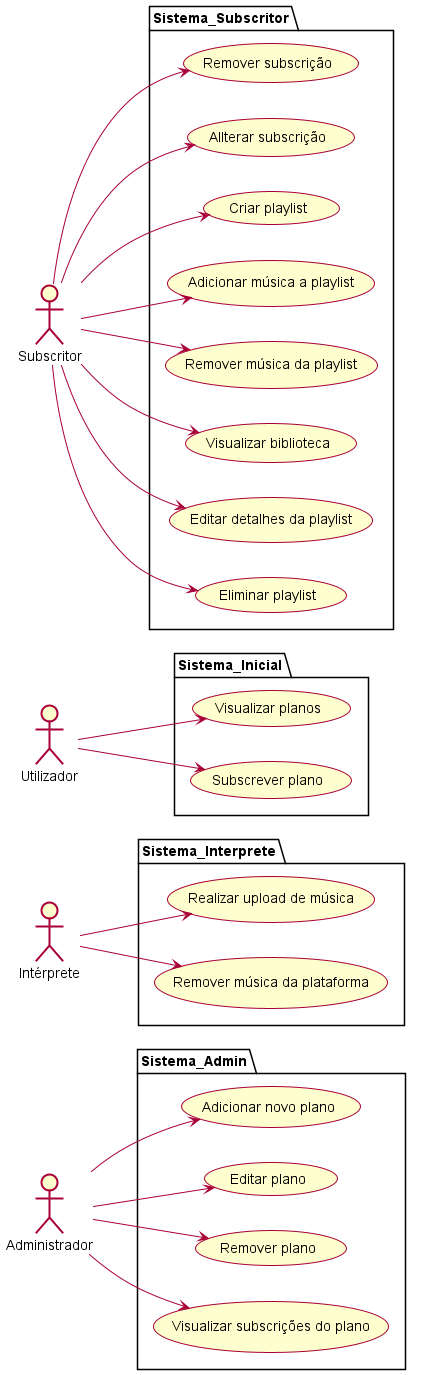 Sistema_Subscritor
Remover subscrição
Allterar subscrição
Criar playlist
Adicionar música a playlist
Subscritor
Remover música da playlist
Visualizar biblioteca
Editar detalhes da playlist
Eliminar playlist
Sistema_Inicial
Visualizar planos
Utilizador
Subscrever plano
Sistema_Interprete
Realizar upload de música
Intérprete
Remover música da plataforma
Sistema_Admin
Adicionar novo plano
Editar plano
Administrador
Remover plano
Visualizar subscrições do plano